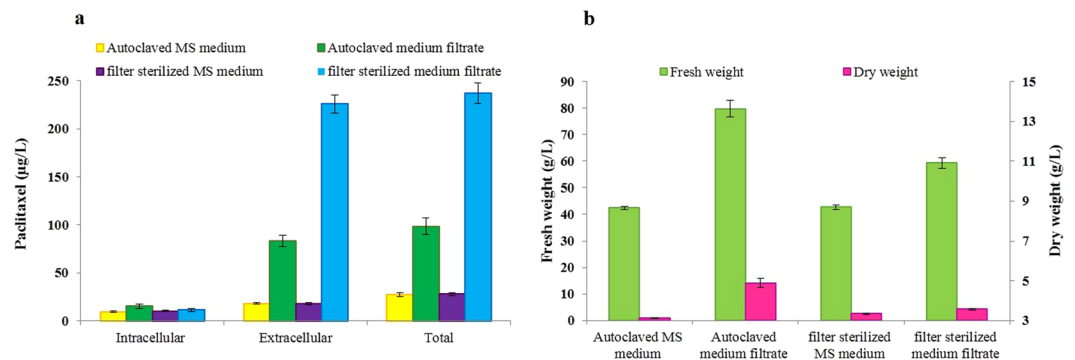 a
Autoclaved MS medium
Autoclaved medium filtrate
filter sterilized MS medium
filter sterilized medium filtrate
Paclitaxel (µg/L)
250
200
150
100
50
0
Intracellular
Extracellular
Total
b
Fresh weight
Dry weight
Fresh weight (g/L)
90
80
70
60
50
40
30
20
10
0
Dry weight (g/L)
15
13
11
9
7
5
3
Autoclaved MS
medium
Autoclaved
medium filtrate
filter sterilized
MS medium
filter sterilized
medium filtrate